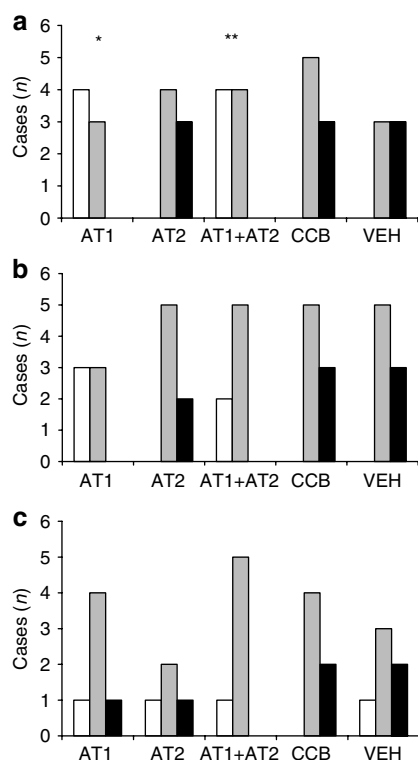 a
Cases (n)
6
5
4
3
2
1
0
*
**
AT1 AT2 AT1+AT2 CCB VEH
b
Cases (n)
6
5
4
3
2
1
0
AT1 AT2 AT1+AT2 CCB VEH
c
Cases (n)
6
5
4
3
2
1
0
AT1 AT2 AT1+AT2 CCB VEH